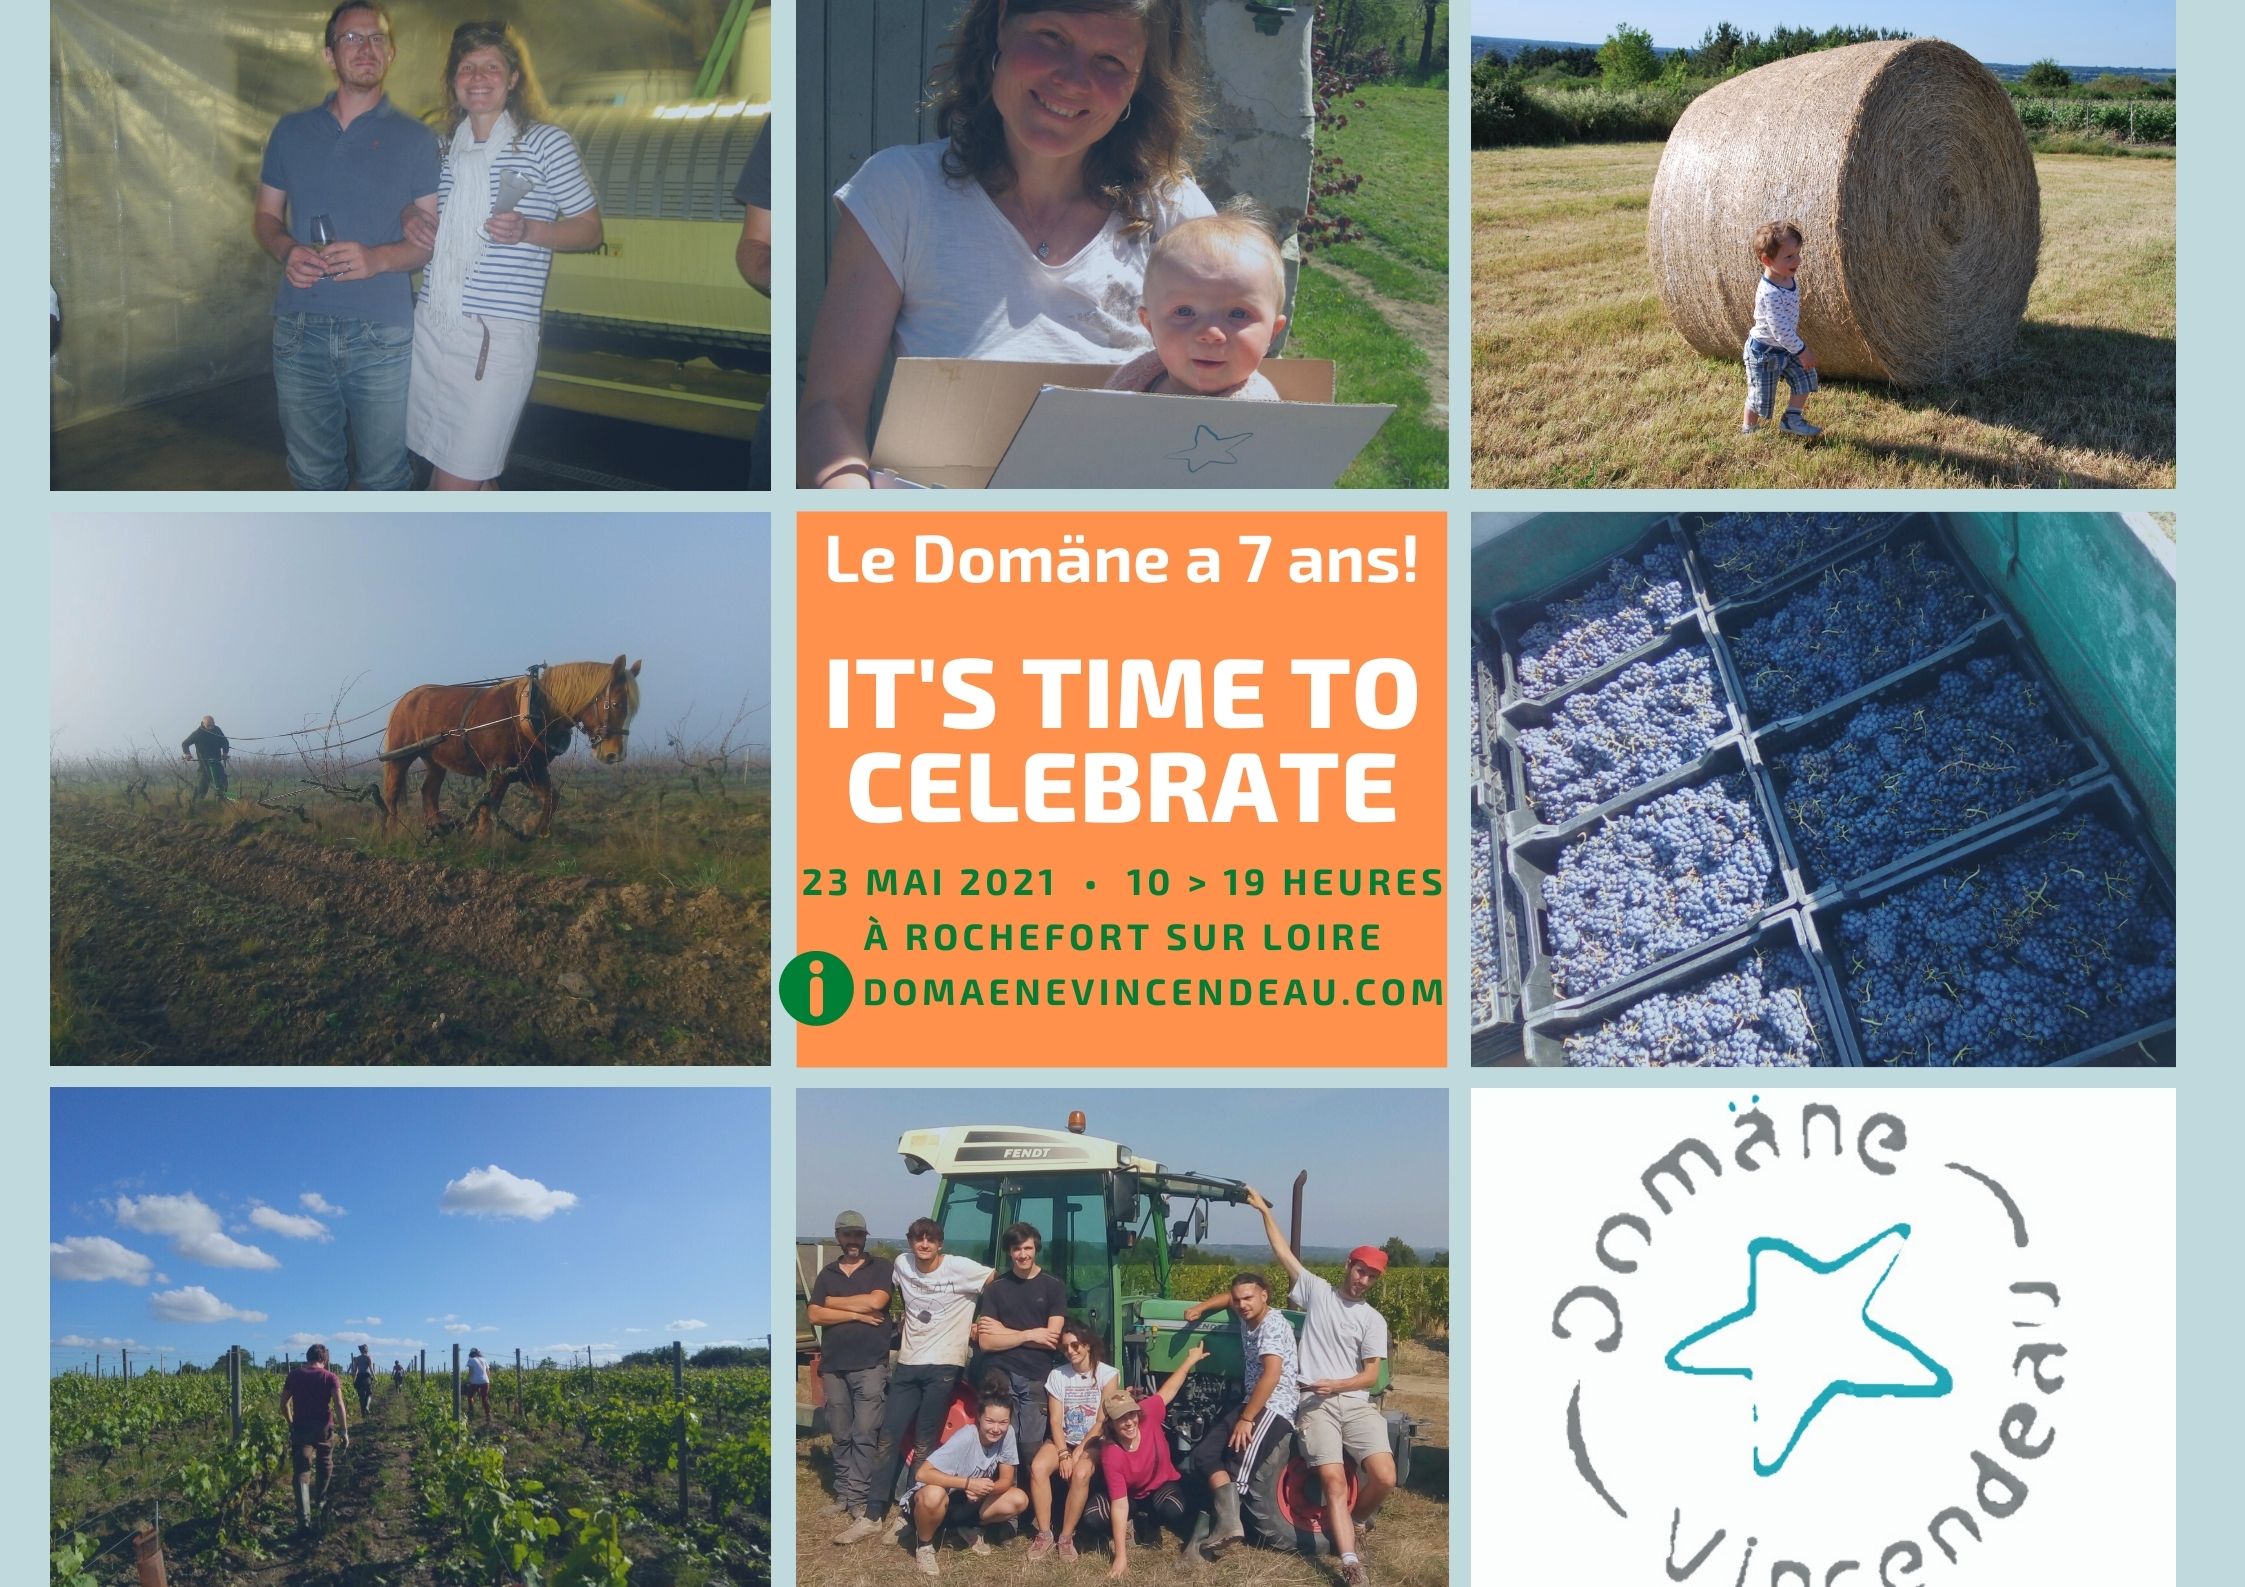 Le Domäne a 7 ans!
IT'S TIME TO
CELEBRATE
23 MAI 2021 • 10 > 19 HEURES
À ROCHEFORT SUR LOIRE
i DOMAENEVINCENDEAU.COM
FENDT
Domäne
Vincendeau